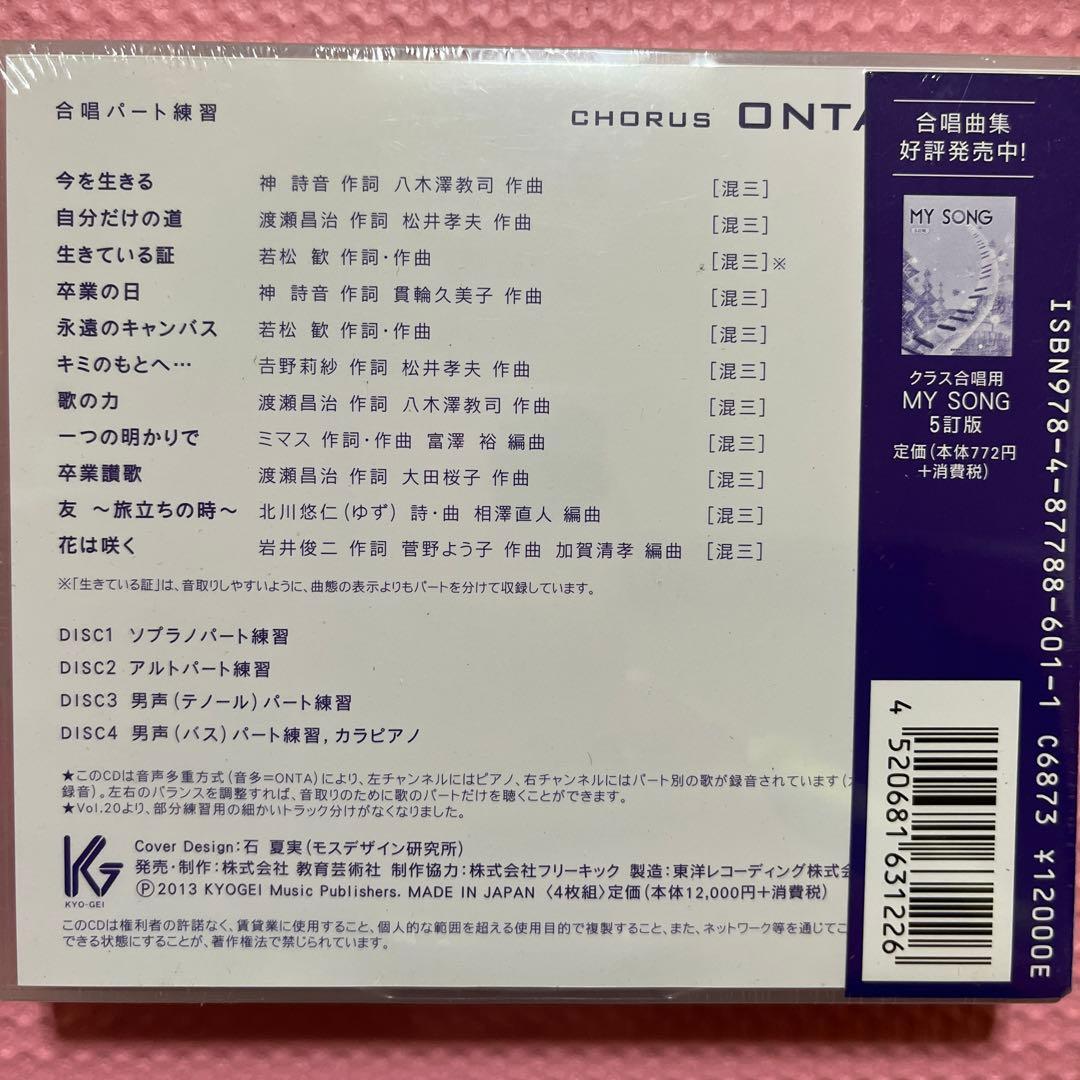 合唱パート練習
CHORUS ONTA
今を生きる 神 詩音 作詞 八木澤教司 作曲 [混三]
自分だけの道 渡瀬昌治 作詞 松井孝夫 作曲 [混三]
生きている証 若松 歓 作詞・作曲 [混三]※
卒業の日 神 詩音 作詞 貫輪久美子 作曲 [混三]
永遠のキャンバス 若松 歓 作詞・作曲 [混三]
キミのもとへ… 吉野莉紗 作詞 松井孝夫 作曲 [混三]
歌の力 渡瀬昌治 作詞 八木澤教司 作曲 [混三]
一つの明かりで ミマス 作詞・作曲 富澤 裕 編曲 [混三]
卒業讃歌 渡瀬昌治 作詞 大田桜子 作曲 [混三]
友 〜旅立ちの時〜 北川悠仁(ゆず) 詩・曲 相澤直人 編曲 [混三]
花は咲く 岩井俊二 作詞 菅野よう子 作曲 加賀清孝 編曲 [混三]
※「生きている証」は、音取りしやすいように、曲態の表示よりもパートを分けて収録しています。
DISC1 ソプラノパート練習
DISC2 アルトパート練習
DISC3 男声(テノール)パート練習
DISC4 男声(バス)パート練習, カラピアノ
★このCDは音声多重方式(音多=ONTA)により、左チャンネルにはピアノ、右チャンネルにはパート別の歌が録音されています(
録音)。左右のバランスを調整すれば、音取りのために歌のパートだけを聴くことができます。
★Vol.20より、部分練習用の細かいトラック分けがなくなりました。
KG
KYO-GEI
Cover Design:石 夏実(モスデザイン研究所)
発売・制作:株式会社 教育芸術社 制作協力:株式会社フリーキック 製造:東洋レコーディング株式会
Ⓟ2013 KYOGEI Music Publishers. MADE IN JAPAN 〈4枚組〉定価(本体12,000円+消費税)
このCDは権利者の許諾なく、賃貸業に使用すること、個人的な範囲を超える使用目的で複製すること、また、ネットワーク等を通じてこ
できる状態にすることが、著作権法で禁じられています。
合唱曲集
好評発売中!
MY SONG
5訂版
クラス合唱用
MY SONG
5訂版
定価(本体772円
+消費税)
ISBN978-4-87788-601-1 C6873 ¥12000E
4 520681 631226